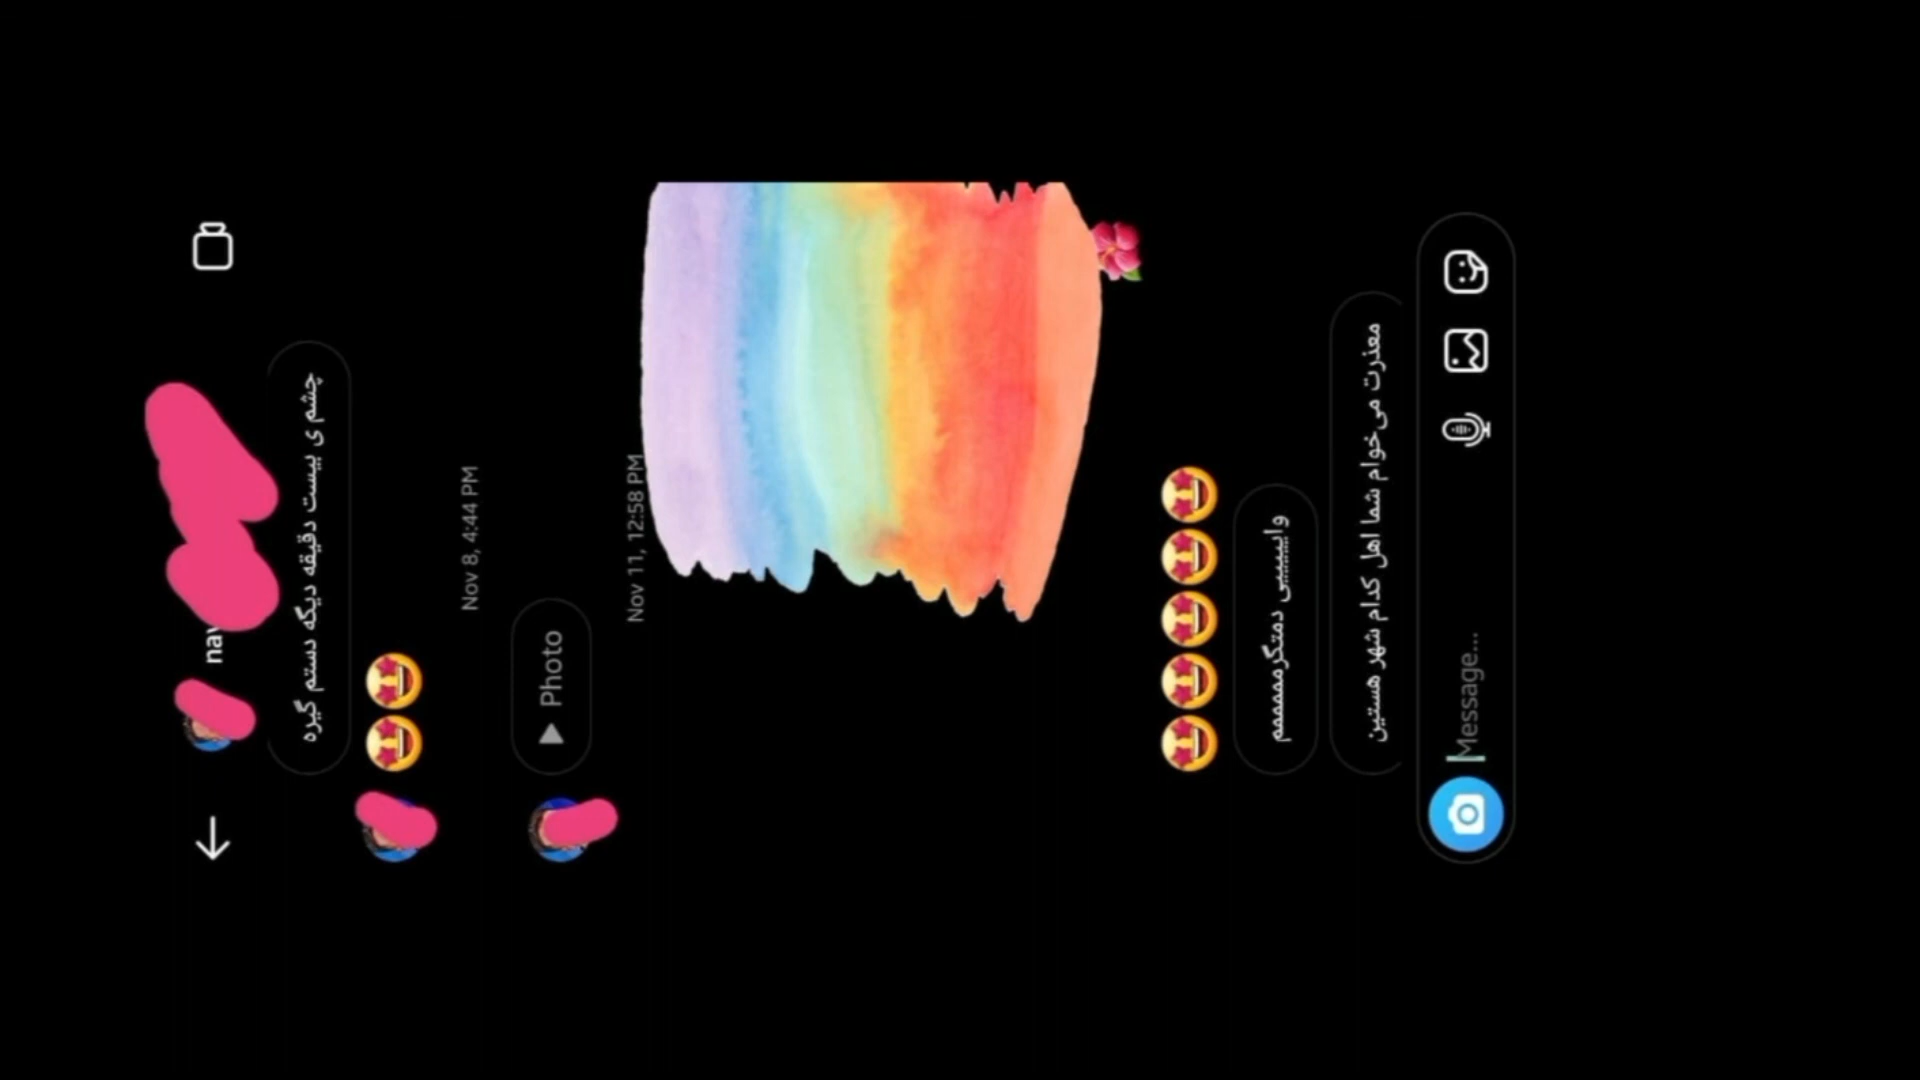 چشم ی بیست دقیقه دیگه دستم گیره
Nov 8, 4:44 PM
Photo
Nov 11, 12:58 PM
واییییییی دمتگرممممم
معذرت می‌خوام شما اهل کدام شهر هستین
Message...